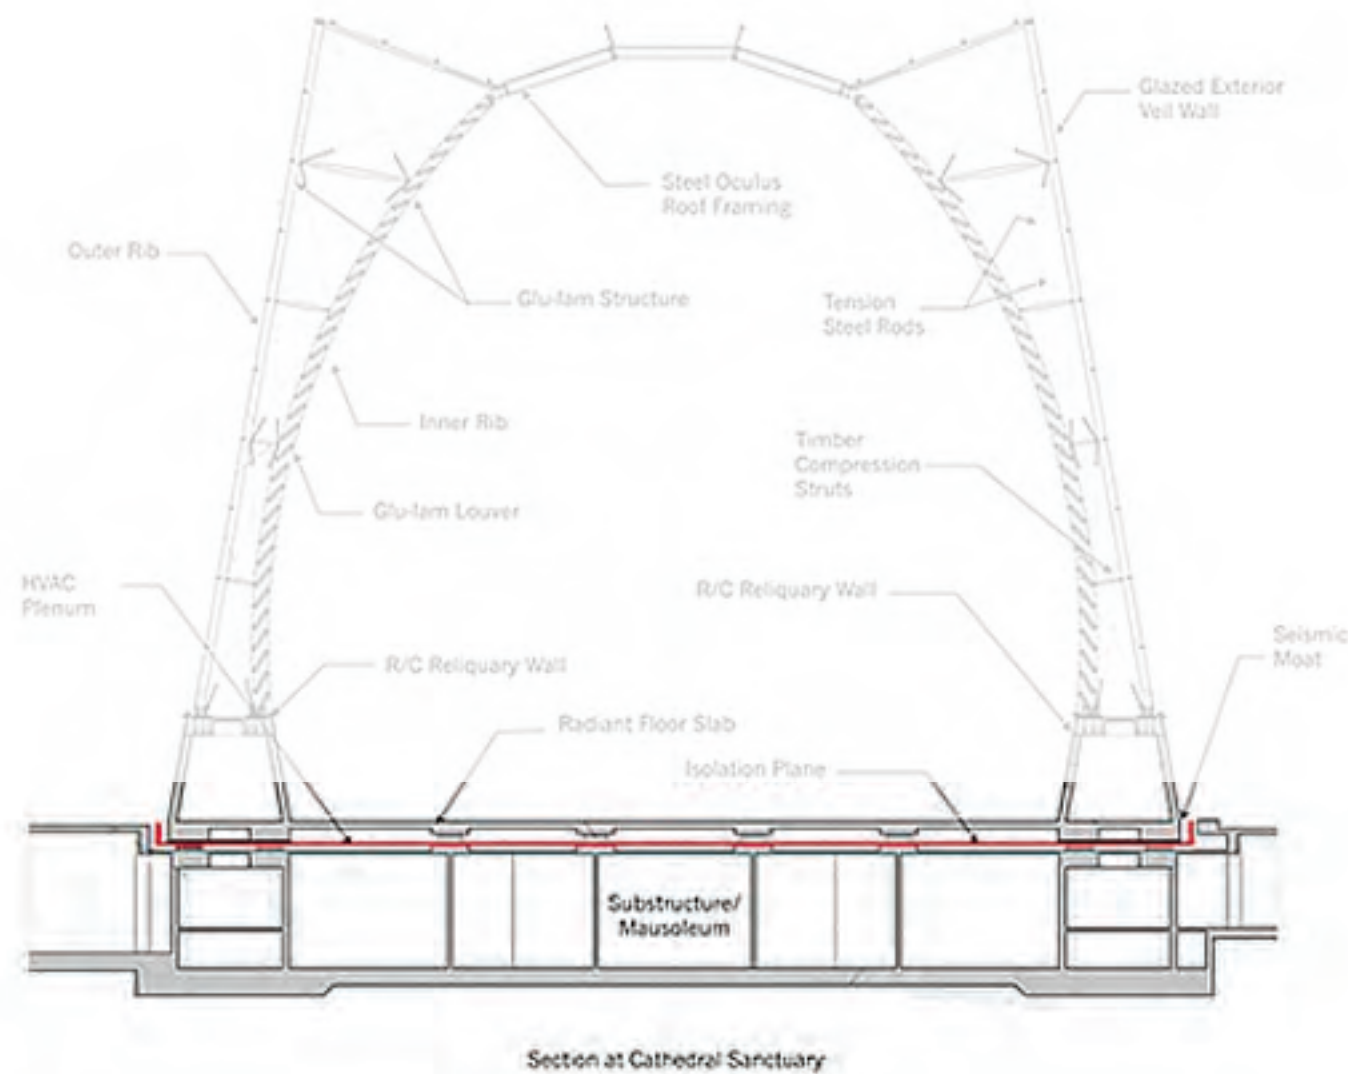 Glazed Exterior
Veil Wall
Steel Oculus
Roof Framing
Outer Rib
Glu-lam Structure
Tension
Steel Rods
Inner Rib
Timber
Compression
Struts
Glu-lam Louver
HVAC
Plenum
R/C Reliquary Wall
Seismic
Moat
R/C Reliquary Wall
Radiant Floor Slab
Isolation Plane
Substructure/
Mausoleum
Section at Cathedral Sanctuary